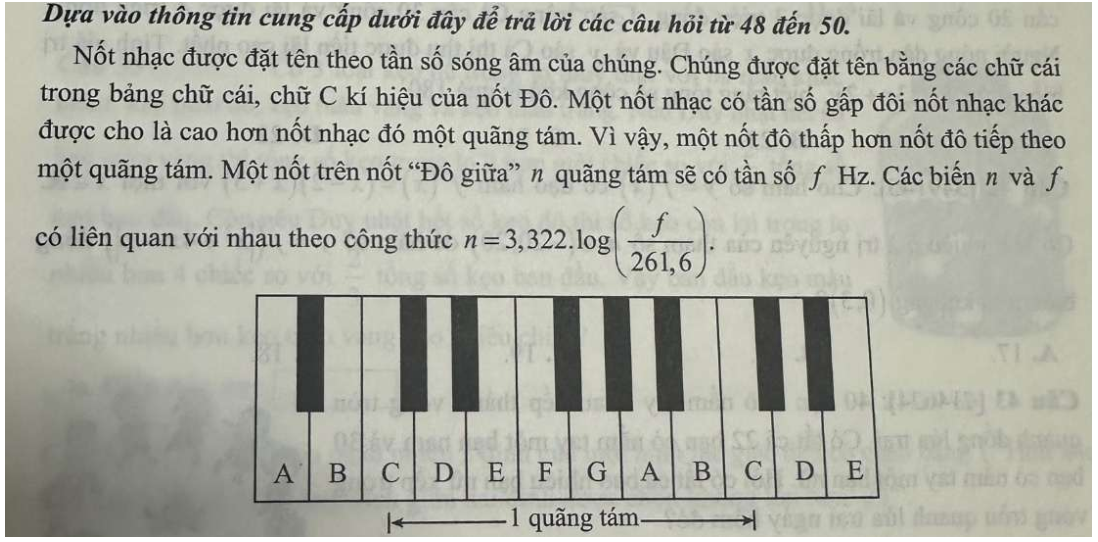 Dựa vào thông tin cung cấp dưới đây để trả lời các câu hỏi từ 48 đến 50.
Nốt nhạc được đặt tên theo tần số sóng âm của chúng. Chúng được đặt tên bằng các chữ cái
trong bảng chữ cái, chữ C kí hiệu của nốt Đô. Một nốt nhạc có tần số gấp đôi nốt nhạc khác
được cho là cao hơn nốt nhạc đó một quãng tám. Vì vậy, một nốt đô thấp hơn nốt đô tiếp theo
một quãng tám. Một nốt trên nốt “Đô giữa” n quãng tám sẽ có tần số f Hz. Các biến n và f
có liên quan với nhau theo công thức n = 3,322.log(f/261,6).
A B C D E F G A B C D E
1 quãng tám